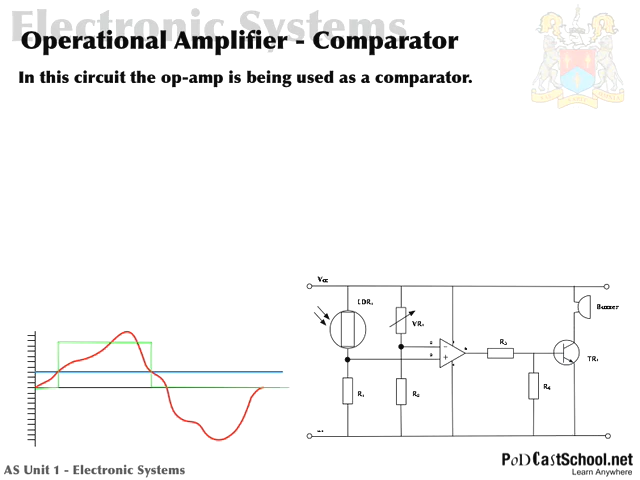 Electronic Systems
Operational Amplifier - Comparator
In this circuit the op-amp is being used as a comparator.
Vcc
LDR₁
VR₁
Buzzer
R₃
TR₁
R₁
R₂
R₄
AS Unit 1 - Electronic Systems
PoDCastSchool.net
Learn Anywhere